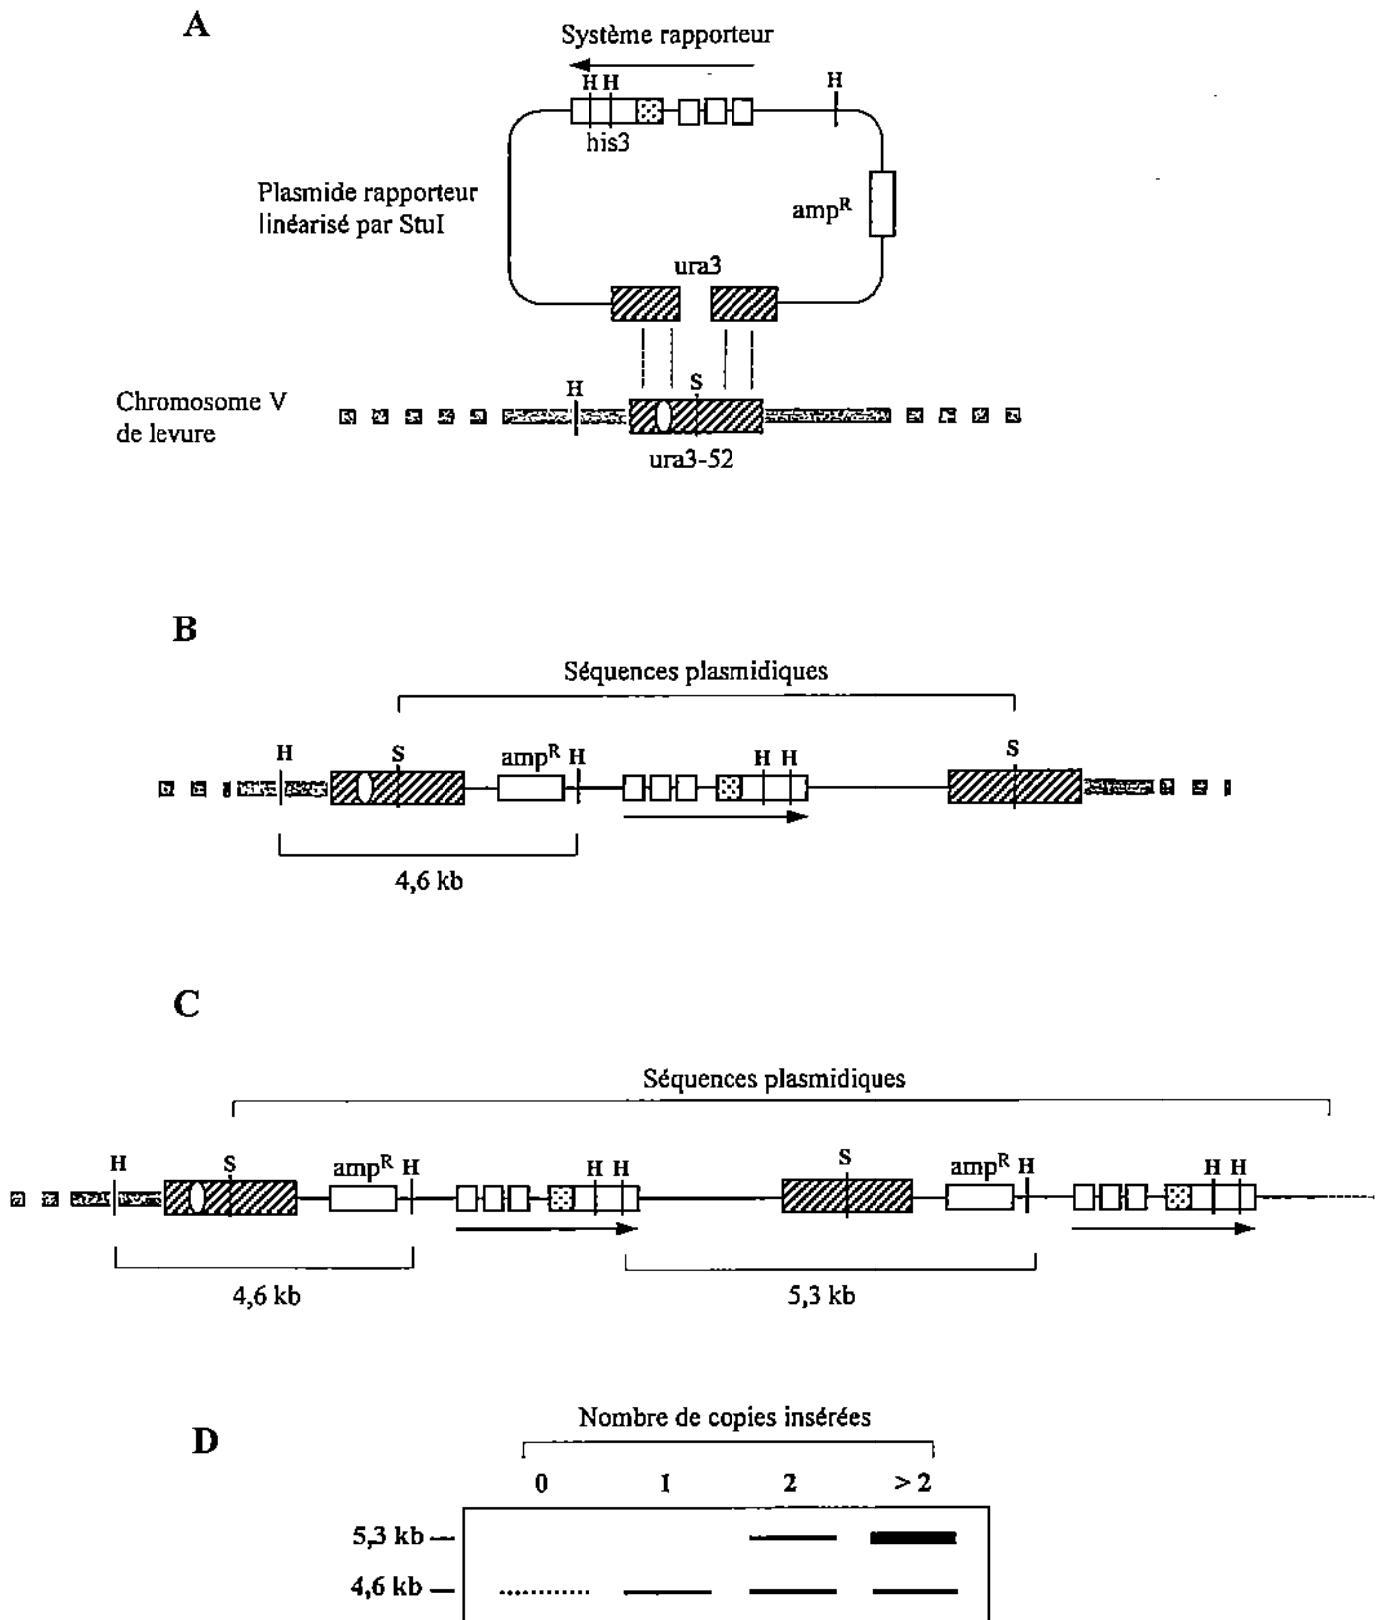 A
Système rapporteur
H H
H
his3
Plasmide rapporteur
linéarisé par StuI
amp^R
ura3
H
S
Chromosome V
de levure
ura3-52
B
Séquences plasmidiques
H
S
amp^R H
H H
S
4,6 kb
C
Séquences plasmidiques
H
S
amp^R H
H H
S
amp^R H
H H
4,6 kb
5,3 kb
D
Nombre de copies insérées
0 1 2 > 2
5,3 kb
4,6 kb